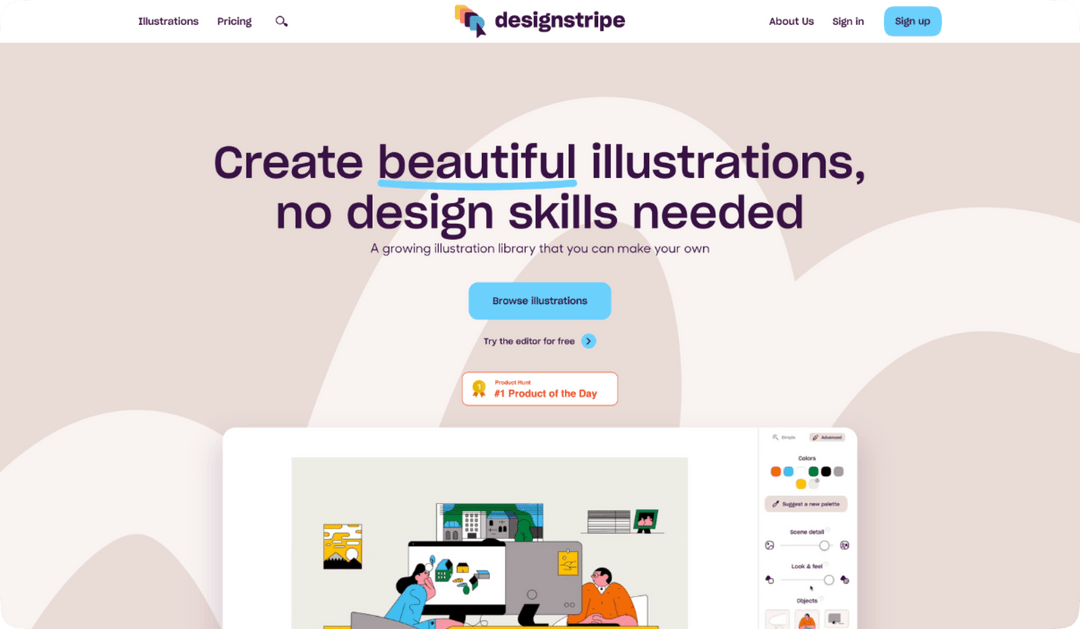 Illustrations
Pricing
designstripe
About Us
Sign in
Sign up
Create beautiful illustrations,
no design skills needed
A growing illustration library that you can make your own
Browse illustrations
Try the editor for free
1
Product Hunt
#1 Product of the Day
Simple
Advanced
Colors
Suggest a new palette
Scene detail
Look & feel
Objects